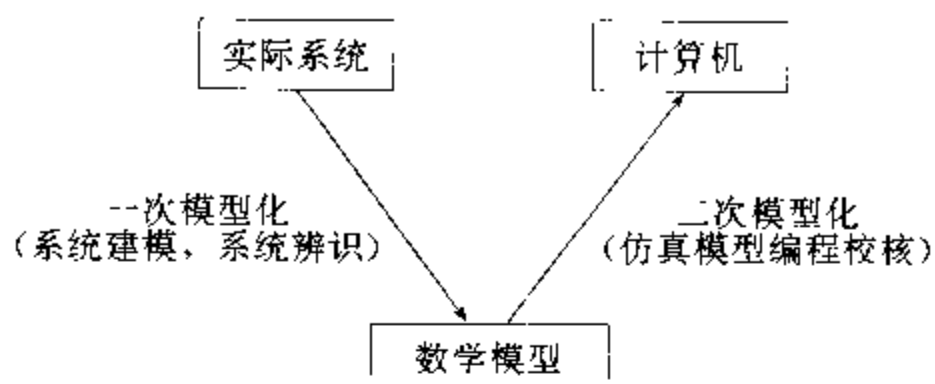 实际系统
计算机
一次模型化
(系统建模、系统辨识)
二次模型化
(仿真模型编程校核)
数学模型